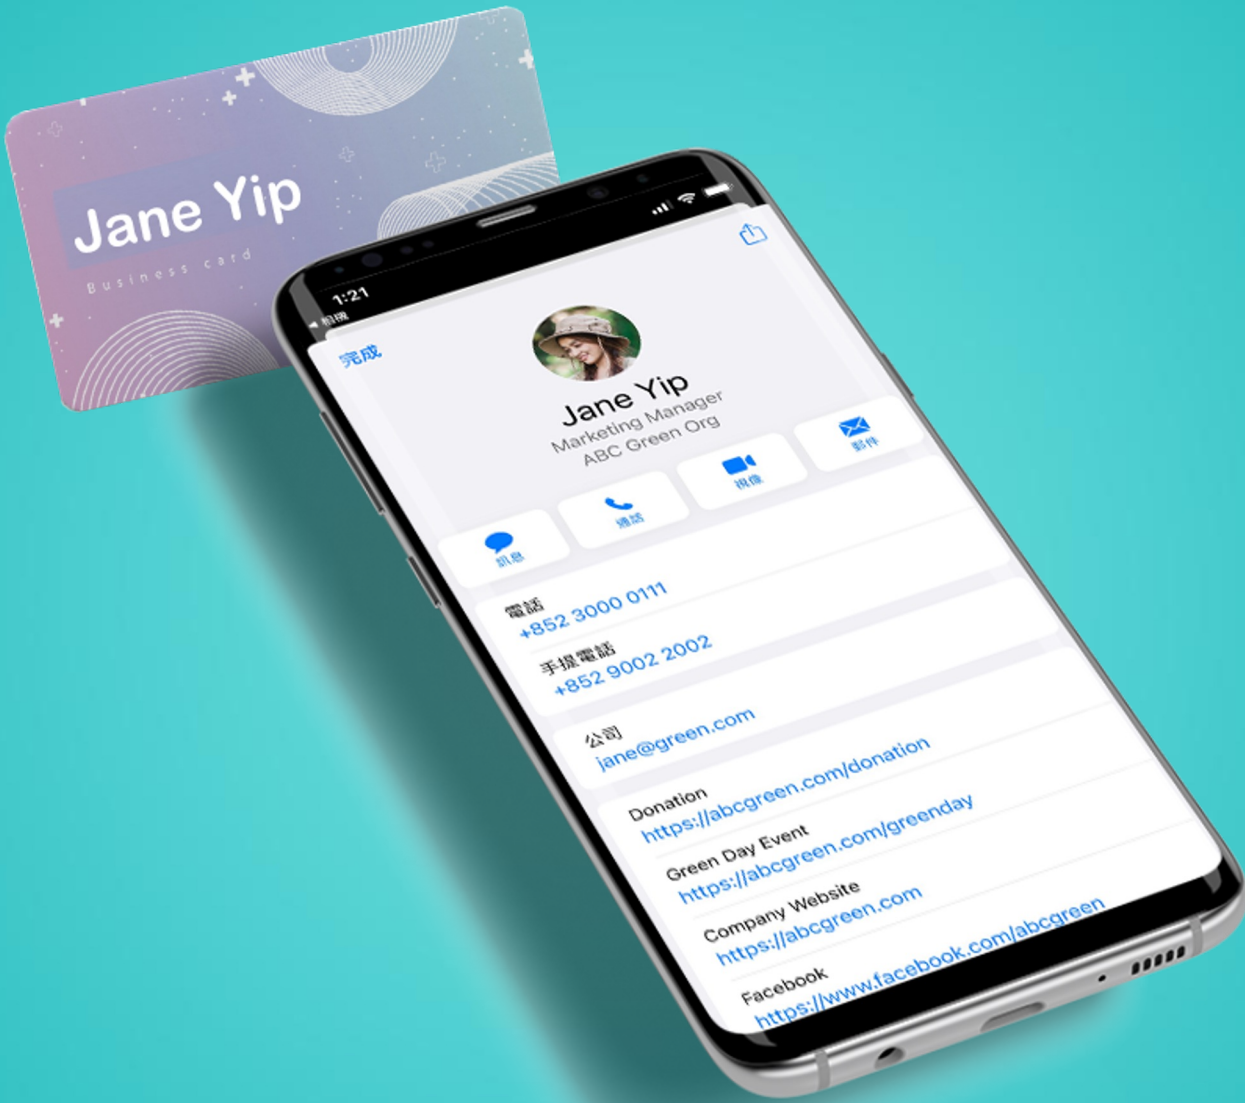 Jane Yip
Business card
1:21
◀ 相機
完成
Jane Yip
Marketing Manager
ABC Green Org
訊息
通話
視像
郵件
電話
+852 3000 0111
手提電話
+852 9002 2002
公司
jane@green.com
Donation
https://abcgreen.com/donation
Green Day Event
https://abcgreen.com/greenday
Company Website
https://abcgreen.com
Facebook
https://www.facebook.com/abcgreen